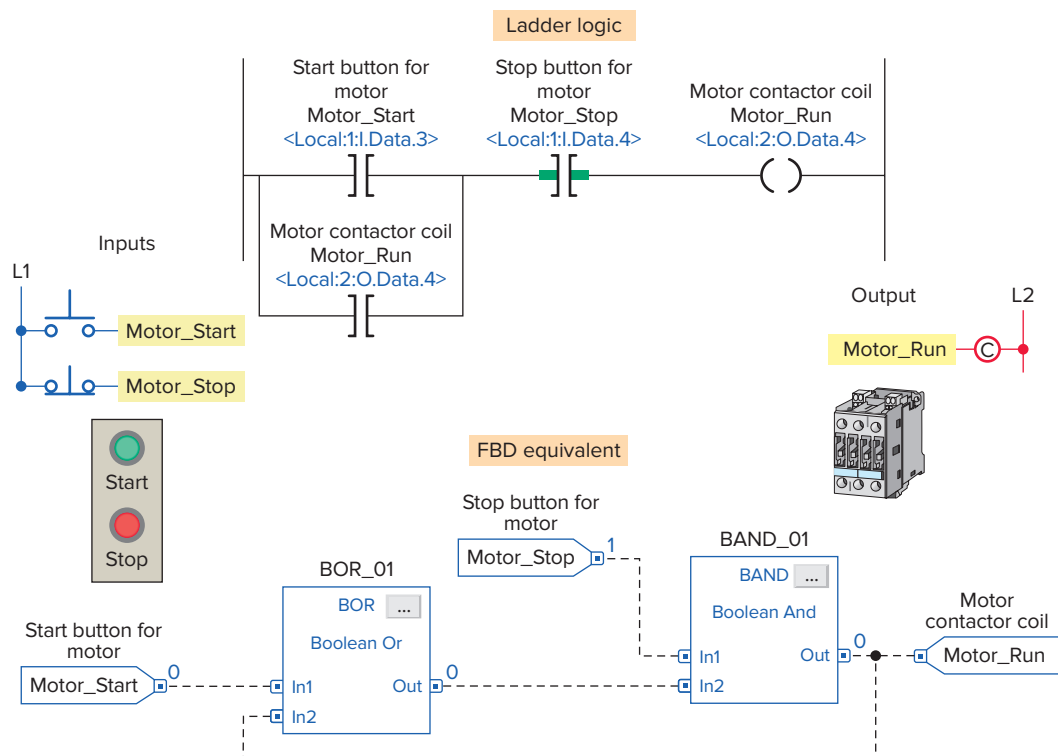 Ladder logic
Start button for
motor
Motor_Start
<Local:1:I.Data.3>
Stop button for
motor
Motor_Stop
<Local:1:I.Data.4>
Motor contactor coil
Motor_Run
<Local:2:O.Data.4>
Motor contactor coil
Motor_Run
<Local:2:O.Data.4>
Inputs
L1
Motor_Start
Motor_Stop
Start
Stop
Output
L2
Motor_Run
C
FBD equivalent
Stop button for
motor
Motor_Stop
1
BAND_01
BAND ...
Boolean And
In1
In2
Out
0
BOR_01
BOR ...
Boolean Or
In1
In2
Out
0
Start button for
motor
Motor_Start
0
Motor
contactor coil
Motor_Run